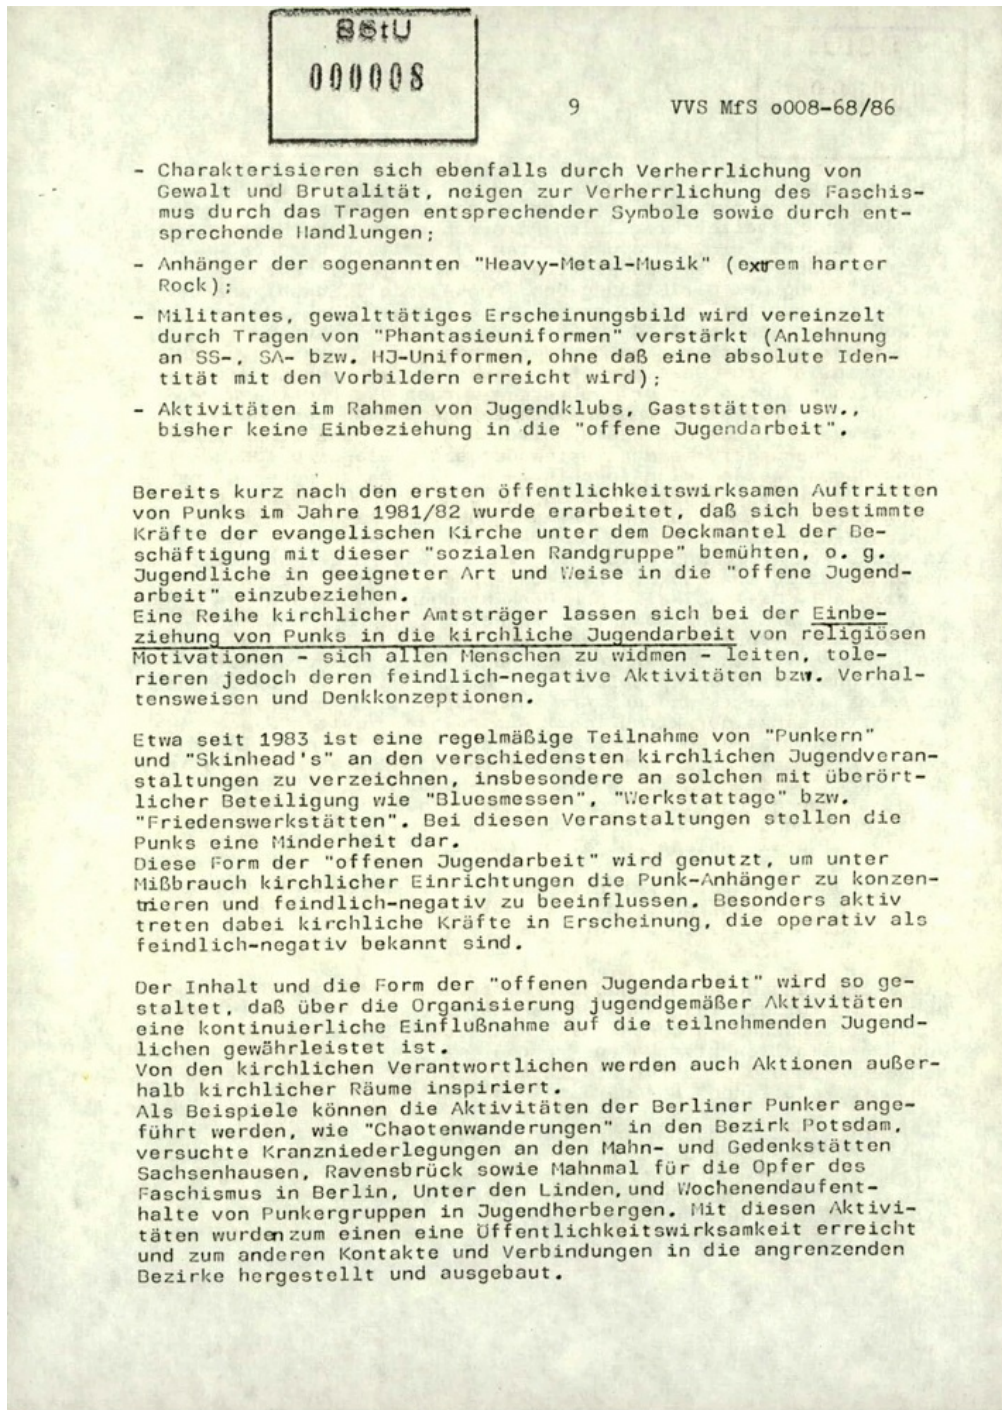 BStU
000008
9 VVS MfS o008-68/86
- Charakterisieren sich ebenfalls durch Verherrlichung von
Gewalt und Brutalität, neigen zur Verherrlichung des Faschis-
mus durch das Tragen entsprechender Symbole sowie durch ent-
sprechende Handlungen;
- Anhänger der sogenannten "Heavy-Metal-Musik" (extrem harter
Rock);
- Militantes, gewalttätiges Erscheinungsbild wird vereinzelt
durch Tragen von "Phantasieuniformen" verstärkt (Anlehnung
an SS-, SA- bzw. HJ-Uniformen, ohne daß eine absolute Iden-
tität mit den Vorbildern erreicht wird);
- Aktivitäten im Rahmen von Jugendklubs, Gaststätten usw.,
bisher keine Einbeziehung in die "offene Jugendarbeit".
Bereits kurz nach den ersten öffentlichkeitswirksamen Auftritten
von Punks im Jahre 1981/82 wurde erarbeitet, daß sich bestimmte
Kräfte der evangelischen Kirche unter dem Deckmantel der Be-
schäftigung mit dieser "sozialen Randgruppe" bemühten, o. g.
Jugendliche in geeigneter Art und Weise in die "offene Jugend-
arbeit" einzubeziehen.
Eine Reihe kirchlicher Amtsträger lassen sich bei der Einbe-
ziehung von Punks in die kirchliche Jugendarbeit von religiösen
Motivationen - sich allen Menschen zu widmen - leiten, tole-
rieren jedoch deren feindlich-negative Aktivitäten bzw. Verhal-
tensweisen und Denkkonzeptionen.
Etwa seit 1983 ist eine regelmäßige Teilnahme von "Punkern"
und "Skinhead's" an den verschiedensten kirchlichen Jugendveran-
staltungen zu verzeichnen, insbesondere an solchen mit überört-
licher Beteiligung wie "Bluesmessen", "Werkstattage" bzw.
"Friedenswerkstätten". Bei diesen Veranstaltungen stellen die
Punks eine Minderheit dar.
Diese Form der "offenen Jugendarbeit" wird genutzt, um unter
Mißbrauch kirchlicher Einrichtungen die Punk-Anhänger zu konzen-
trieren und feindlich-negativ zu beeinflussen. Besonders aktiv
treten dabei kirchliche Kräfte in Erscheinung, die operativ als
feindlich-negativ bekannt sind.
Der Inhalt und die Form der "offenen Jugendarbeit" wird so ge-
staltet, daß über die Organisierung jugendgemäßer Aktivitäten
eine kontinuierliche Einflußnahme auf die teilnehmenden Jugend-
lichen gewährleistet ist.
Von den kirchlichen Verantwortlichen werden auch Aktionen außer-
halb kirchlicher Räume inspiriert.
Als Beispiele können die Aktivitäten der Berliner Punker ange-
führt werden, wie "Chaotenwanderungen" in den Bezirk Potsdam,
versuchte Kranzniederlegungen an den Mahn- und Gedenkstätten
Sachsenhausen, Ravensbrück sowie Mahnmal für die Opfer des
Faschismus in Berlin, Unter den Linden, und Wochenendaufent-
halte von Punkergruppen in Jugendherbergen. Mit diesen Aktivi-
täten wurden zum einen eine Öffentlichkeitswirksamkeit erreicht
und zum anderen Kontakte und Verbindungen in die angrenzenden
Bezirke hergestellt und ausgebaut.